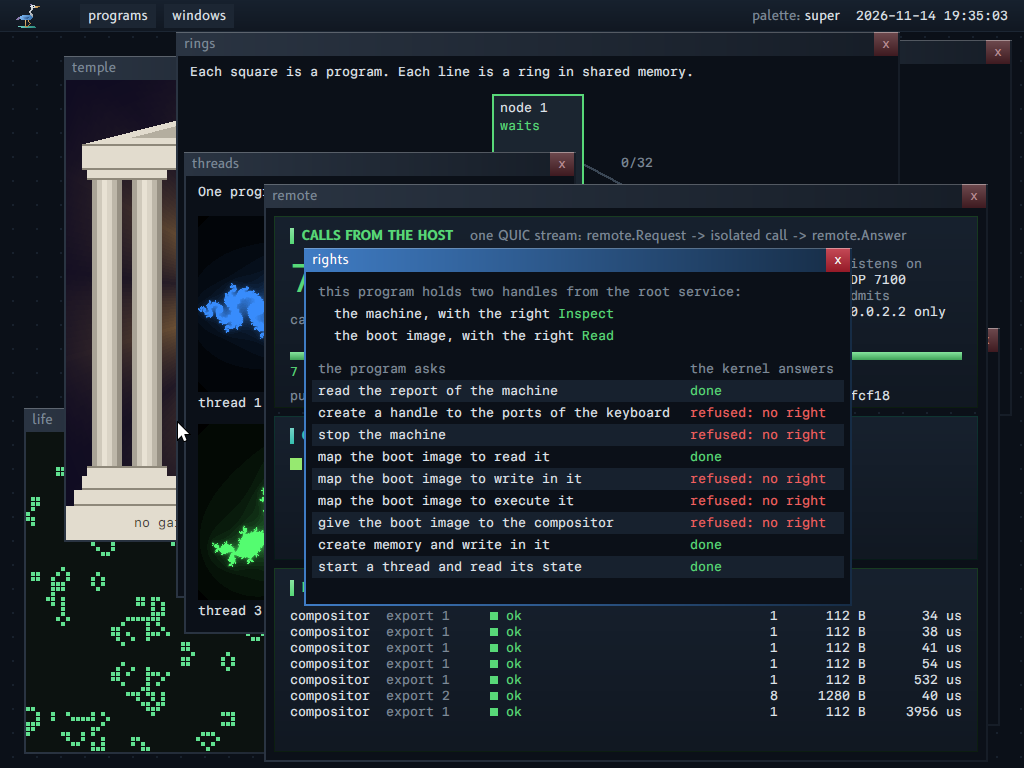 programs windows palette: super 2026-11-14 19:35:03
rings x
x
temple
Each square is a program. Each line is a ring in shared memory.
node 1
waits
0/32
threads x
One prog
remote x
CALLS FROM THE HOST one QUIC stream: remote.Request -> isolated call -> remote.Answer
rights x
this program holds two handles from the root service:
the machine, with the right Inspect
the boot image, with the right Read
the program asks the kernel answers
read the report of the machine done
create a handle to the ports of the keyboard refused: no right
stop the machine refused: no right
map the boot image to read it done
map the boot image to write in it refused: no right
map the boot image to execute it refused: no right
give the boot image to the compositor refused: no right
create memory and write in it done
start a thread and read its state done
istens on
DP 7100
dmits
0.0.2.2 only
7
ca
7
pu
fcf18
thread 1
thread 3
life
no ga
compositor export 1 ok 1 112 B 34 us
compositor export 1 ok 1 112 B 38 us
compositor export 1 ok 1 112 B 41 us
compositor export 1 ok 1 112 B 54 us
compositor export 1 ok 1 112 B 532 us
compositor export 2 ok 8 1280 B 40 us
compositor export 1 ok 1 112 B 3956 us